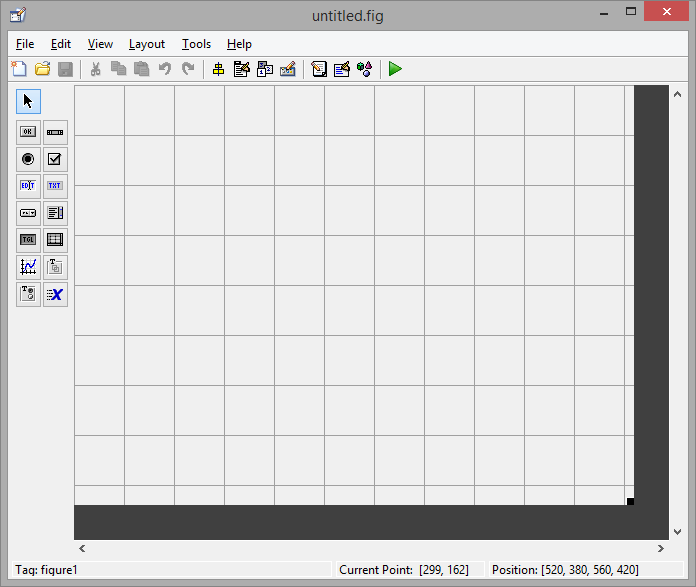 untitled.fig
File Edit View Layout Tools Help
OK
EDIT TXT
TGL
Tag: figure1 Current Point: [299, 162] Position: [520, 380, 560, 420]